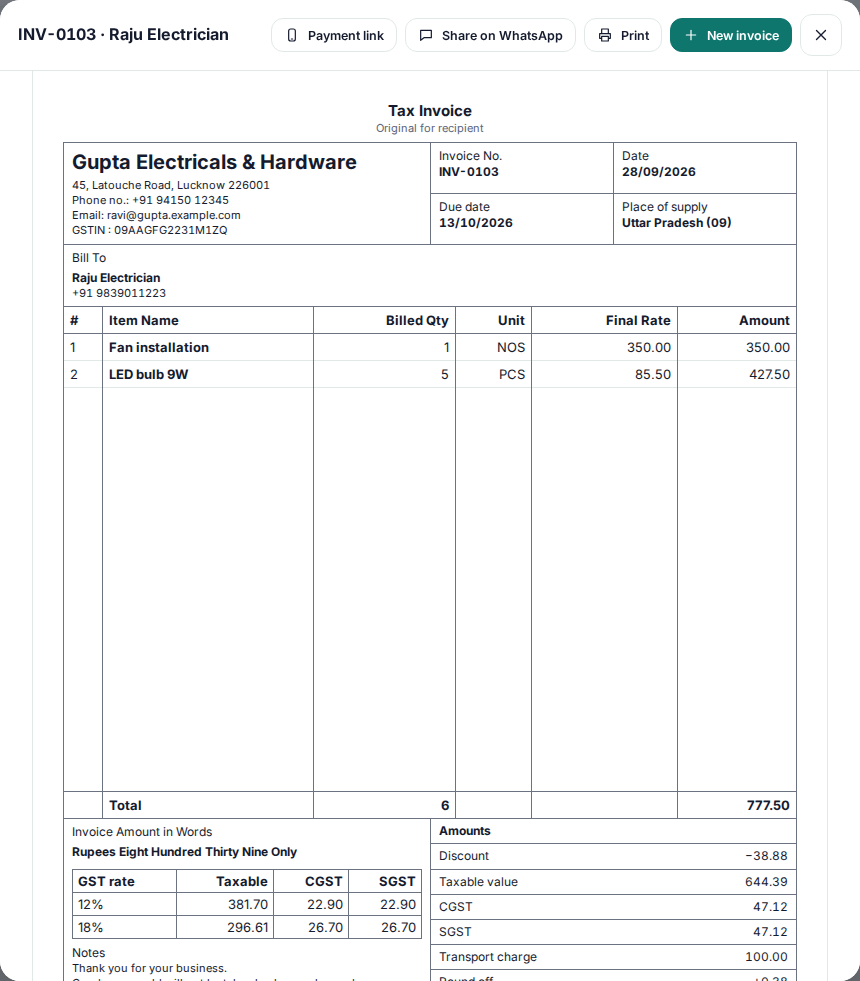 INV-0103 · Raju Electrician
Payment link
Share on WhatsApp
Print
New invoice
Tax Invoice
Original for recipient
Gupta Electricals & Hardware
45, Latouche Road, Lucknow 226001
Phone no.: +91 94150 12345
Email: ravi@gupta.example.com
GSTIN : 09AAGFG2231M1ZQ
Invoice No.
INV-0103
Date
28/09/2026
Due date
13/10/2026
Place of supply
Uttar Pradesh (09)
Bill To
Raju Electrician
+91 9839011223
# Item Name Billed Qty Unit Final Rate Amount
1 Fan installation 1 NOS 350.00 350.00
2 LED bulb 9W 5 PCS 85.50 427.50
Total 6 777.50
Invoice Amount in Words
Rupees Eight Hundred Thirty Nine Only
GST rate Taxable CGST SGST
12% 381.70 22.90 22.90
18% 296.61 26.70 26.70
Notes
Thank you for your business.
Amounts
Discount −38.88
Taxable value 644.39
CGST 47.12
SGST 47.12
Transport charge 100.00
Round off